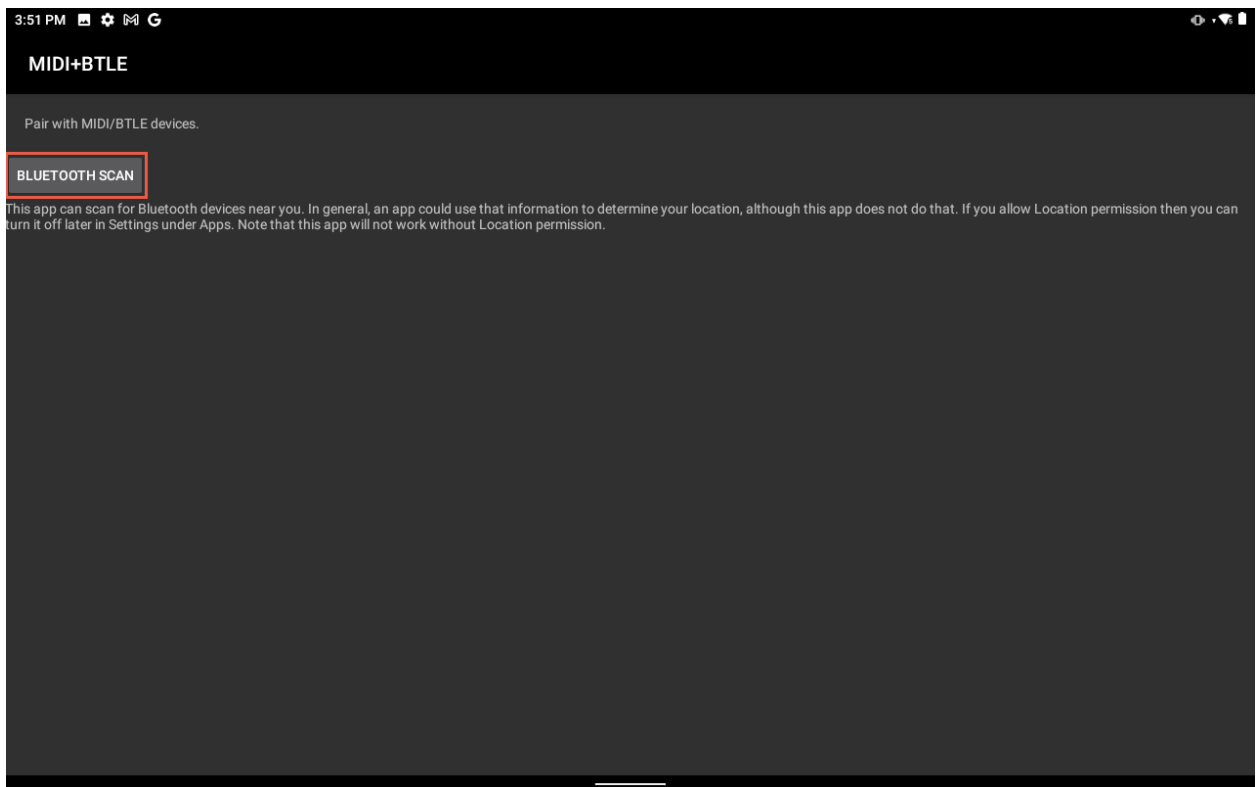 3:51 PM
MIDI+BTLE
Pair with MIDI/BTLE devices.
BLUETOOTH SCAN
This app can scan for Bluetooth devices near you. In general, an app could use that information to determine your location, although this app does not do that. If you allow Location permission then you can
turn it off later in Settings under Apps. Note that this app will not work without Location permission.